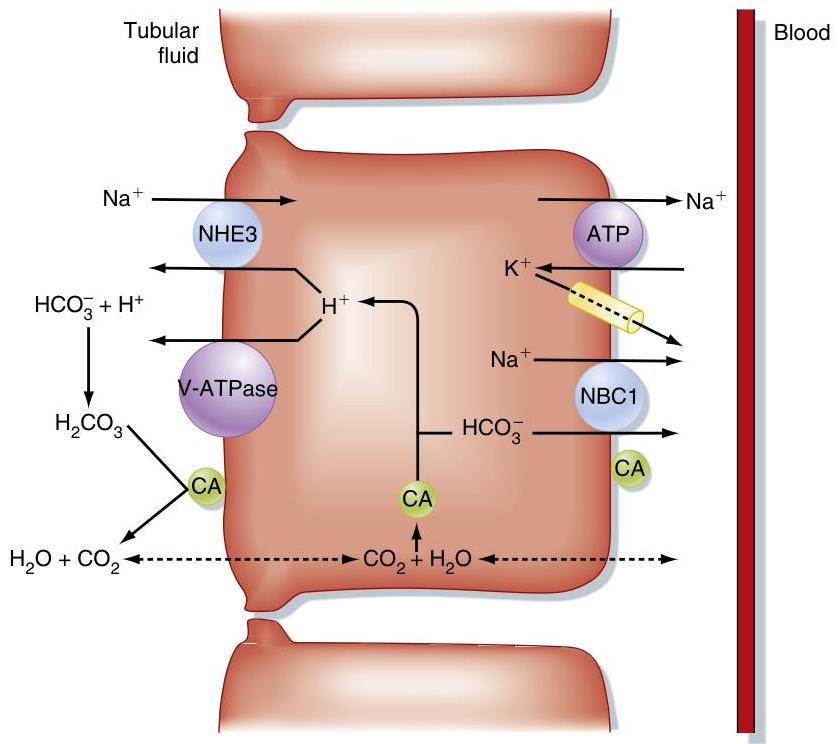 Tubular
fluid
Blood
Na⁺
Na⁺
NHE3
ATP
K⁺
HCO₃⁻ + H⁺
H⁺
Na⁺
V-ATPase
NBC1
H₂CO₃
HCO₃⁻
CA
CA
CA
H₂O + CO₂
CO₂ + H₂O